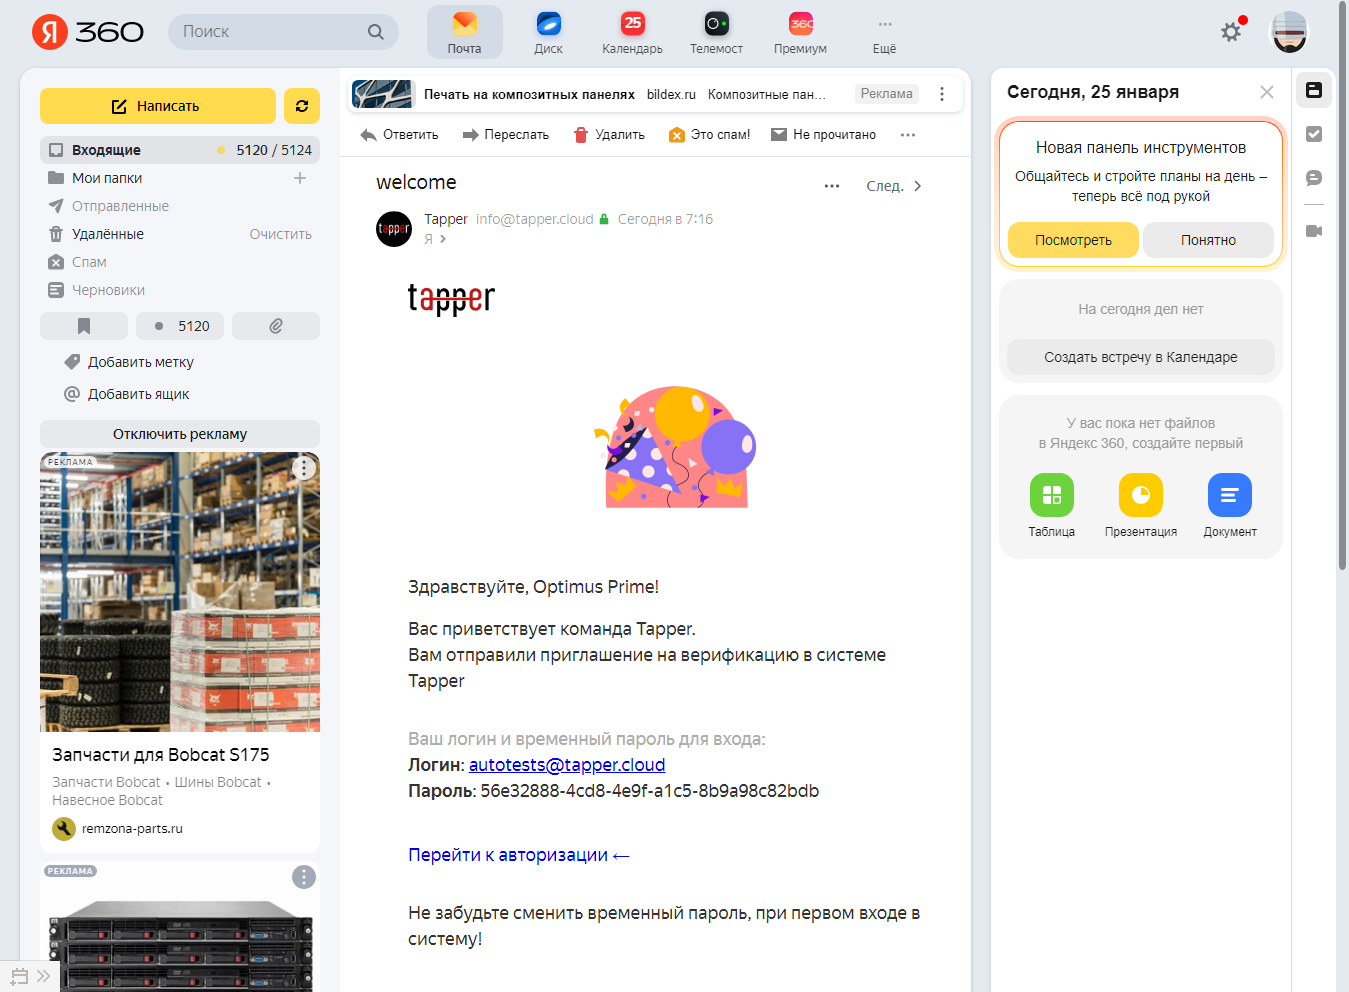 Я 360
Поиск
Почта
Диск
25
Календарь
Телемост
360
Премиум
Ещё
Написать
Входящие
5120 / 5124
Мои папки
Отправленные
Удалённые
Очистить
Спам
Черновики
5120
Добавить метку
Добавить ящик
Отключить рекламу
РЕКЛАМА
Запчасти для Bobcat S175
Запчасти Bobcat • Шины Bobcat •
Навесное Bobcat
remzona-parts.ru
РЕКЛАМА
Печать на композитных панелях bildex.ru Композитные пан... Реклама
Ответить
Переслать
Удалить
Это спам!
Не прочитано
welcome
След.
tapper
Tapper info@tapper.cloud Сегодня в 7:16
Я
tapper
Здравствуйте, Optimus Prime!
Вас приветствует команда Tapper.
Вам отправили приглашение на верификацию в системе
Tapper
Ваш логин и временный пароль для входа:
Логин: autotests@tapper.cloud
Пароль: 56e32888-4cd8-4e9f-a1c5-8b9a98c82bdb
Перейти к авторизации ←
Не забудьте сменить временный пароль, при первом входе в
систему!
Сегодня, 25 января
Новая панель инструментов
Общайтесь и стройте планы на день –
теперь всё под рукой
Посмотреть
Понятно
На сегодня дел нет
Создать встречу в Календаре
У вас пока нет файлов
в Яндекс 360, создайте первый
Таблица
Презентация
Документ